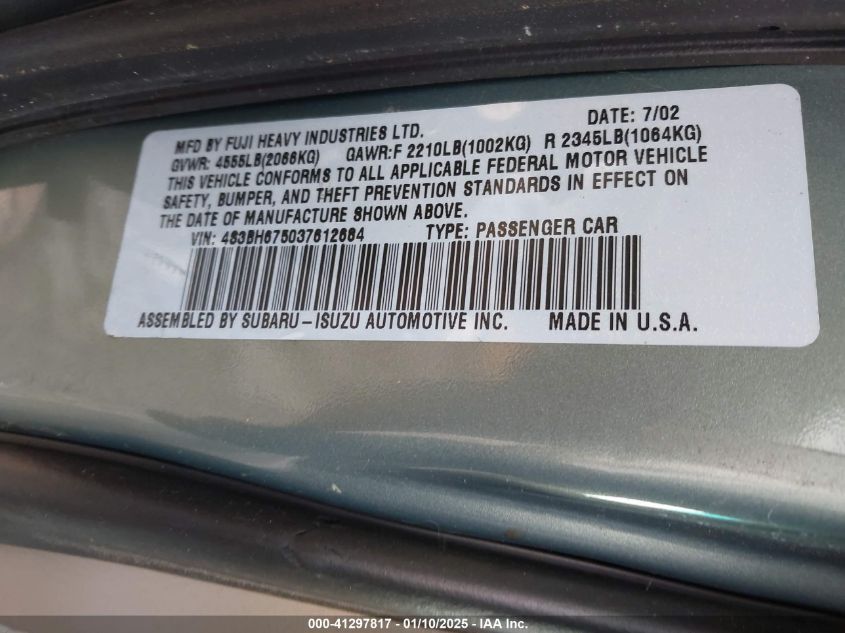 DATE: 7/02
MFD BY FUJI HEAVY INDUSTRIES LTD.
GVWR: 4555LB(2066KG) GAWR:F 2210LB(1002KG) R 2345LB(1064KG)
THIS VEHICLE CONFORMS TO ALL APPLICABLE FEDERAL MOTOR VEHICLE
SAFETY, BUMPER, AND THEFT PREVENTION STANDARDS IN EFFECT ON
THE DATE OF MANUFACTURE SHOWN ABOVE.
VIN: 4S3BH675037612664 TYPE: PASSENGER CAR
ASSEMBLED BY SUBARU-ISUZU AUTOMOTIVE INC. MADE IN U.S.A.
000-41297817 - 01/10/2025 - IAA Inc.